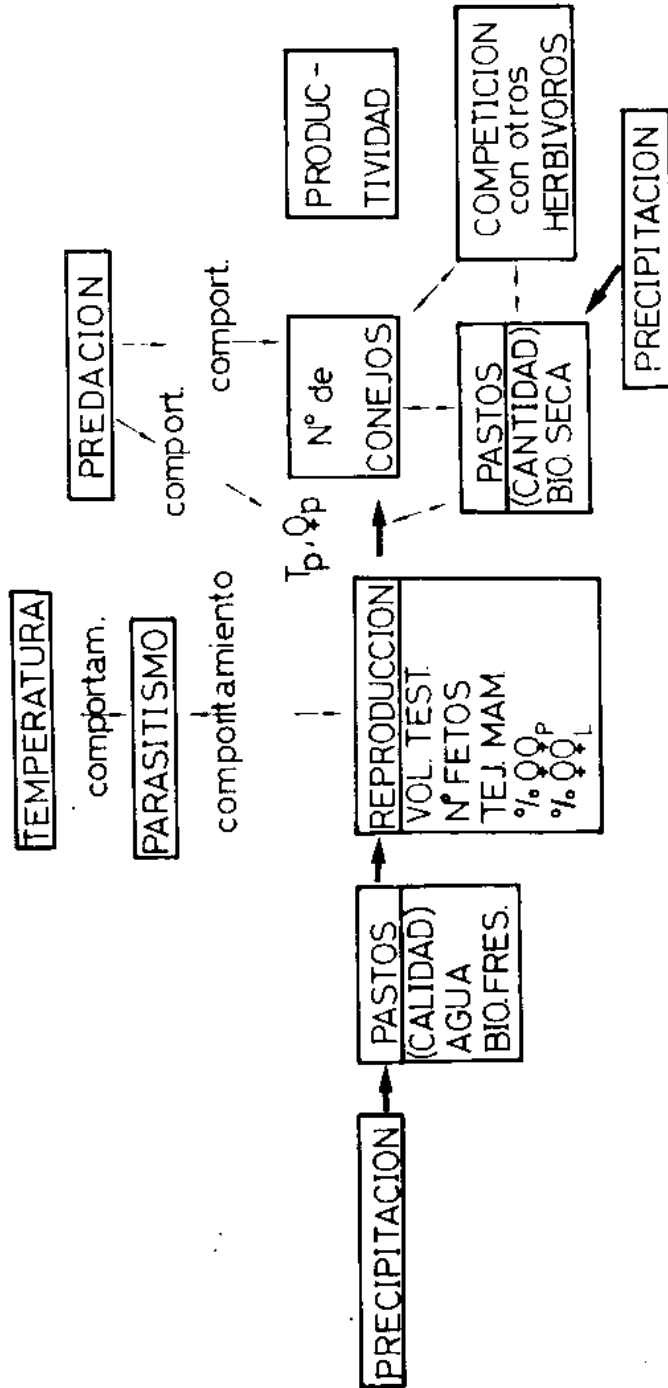 TEMPERATURA
comportam.
PARASITISMO
comportamiento
PREDACION
comport.
comport.
PRECIPITACION
PASTOS
(CALIDAD)
AGUA
BIO.FRES.
REPRODUCCION
VOL. TEST.
Nº FETOS
TEJ. MAM.
% ♀♀P
% ♀♀L
Tp, ♀p
Nº de
CONEJOS
PRODUC-
TIVIDAD
PASTOS
(CANTIDAD)
BIO. SECA
COMPETICION
con otros
HERBIVOROS
PRECIPITACION